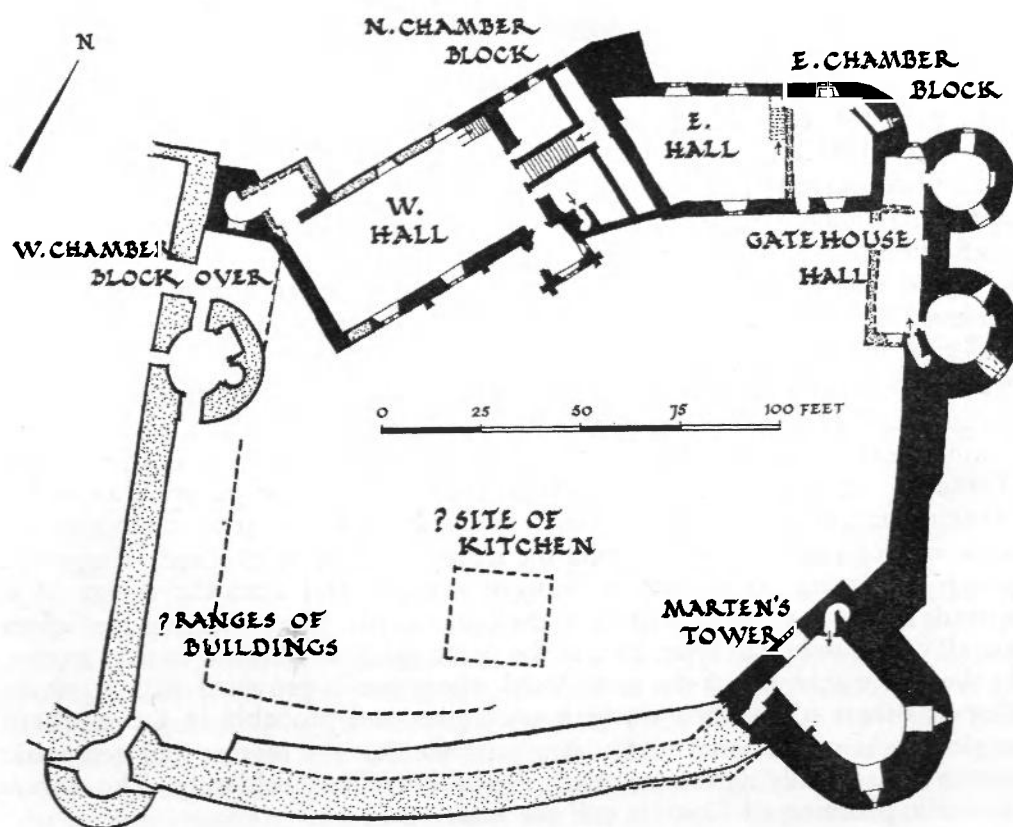 N
N. CHAMBER
BLOCK
E. CHAMBER
BLOCK
E.
HALL
W.
HALL
W. CHAMBER
BLOCK OVER
GATEHOUSE
HALL
0 25 50 75 100 FEET
? SITE OF
KITCHEN
? RANGES OF
BUILDINGS
MARTEN'S
TOWER